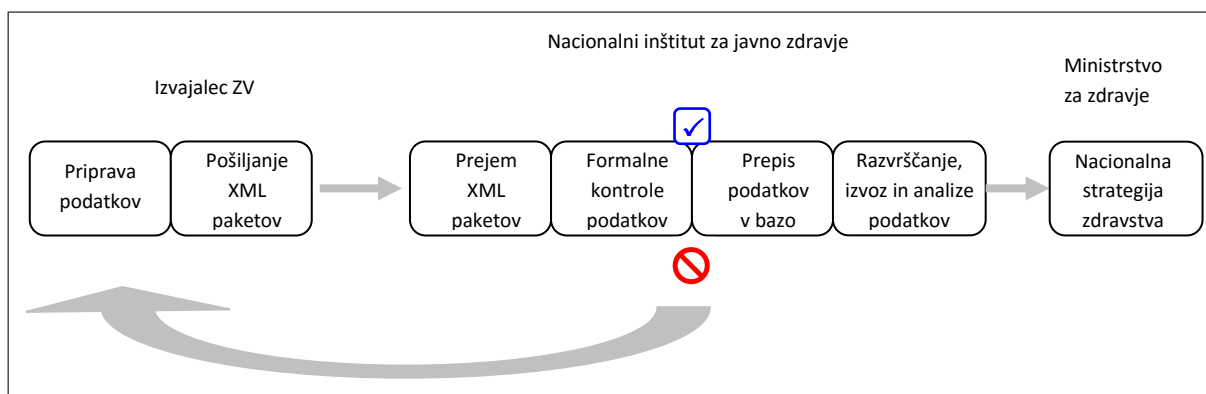 Nacionalni inštitut za javno zdravje
Izvajalec ZV
Ministrstvo
za zdravje
Priprava
podatkov
Pošiljanje
XML
paketov
Prejem
XML
paketov
Formalne
kontrole
podatkov
Prepis
podatkov
v bazo
Razvrščanje,
izvoz in analize
podatkov
Nacionalna
strategija
zdravstva